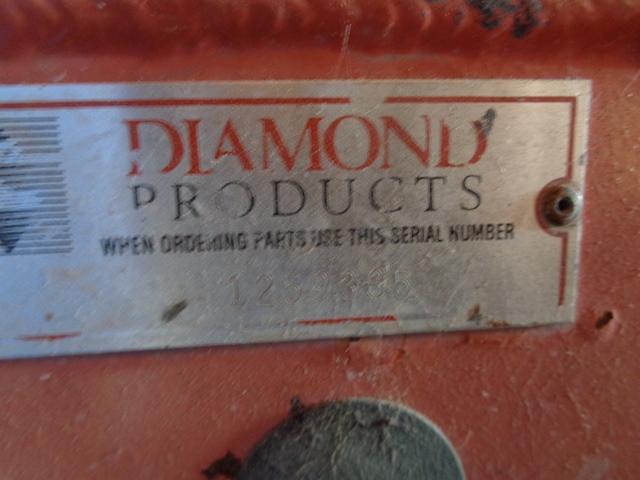 DIAMOND
PRODUCTS
WHEN ORDERING PARTS USE THIS SERIAL NUMBER